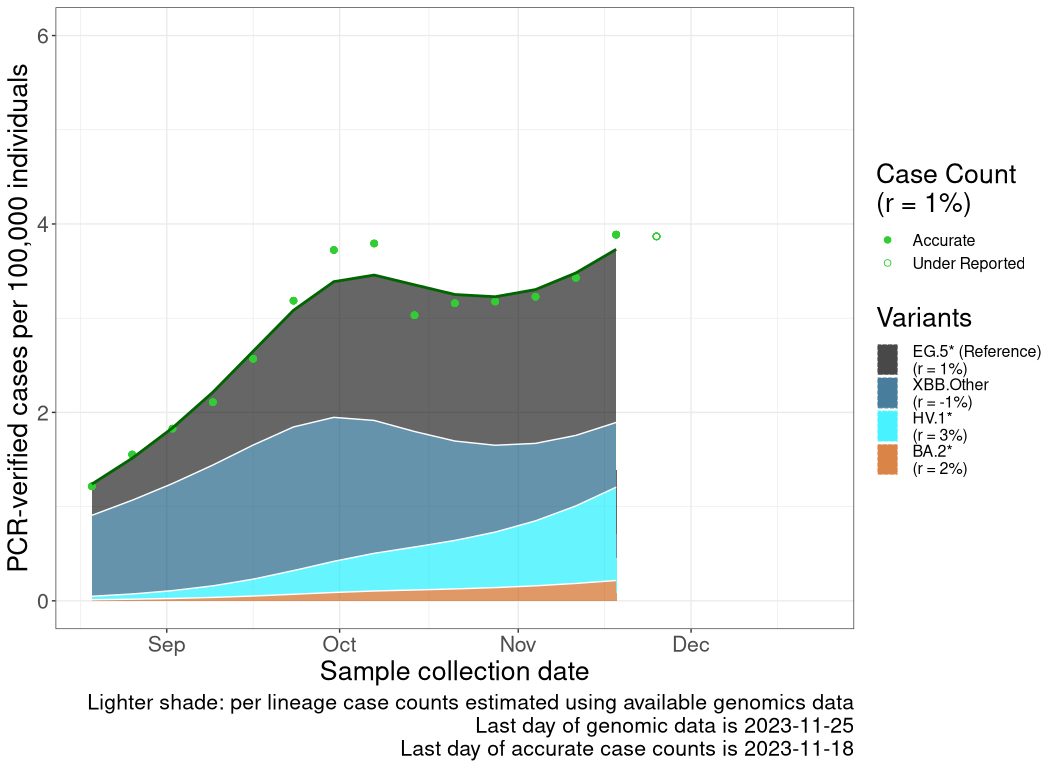 PCR-verified cases per 100,000 individuals
6
4
2
0
Sep
Oct
Nov
Dec
Sample collection date
Lighter shade: per lineage case counts estimated using available genomics data
Last day of genomic data is 2023-11-25
Last day of accurate case counts is 2023-11-18
Case Count
(r = 1%)
Accurate
Under Reported
Variants
EG.5* (Reference)
(r = 1%)
XBB.Other
(r = -1%)
HV.1*
(r = 3%)
BA.2*
(r = 2%)